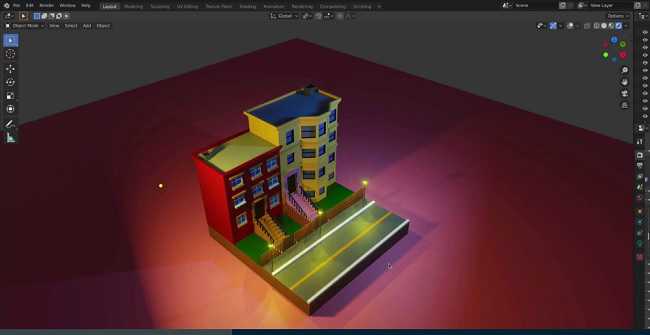 File Edit Render Window Help Layout Modeling Sculpting UV Editing Texture Paint Shading Animation Rendering Compositing Scripting + Scene View Layer
Global Options
Object Mode View Select Add Object